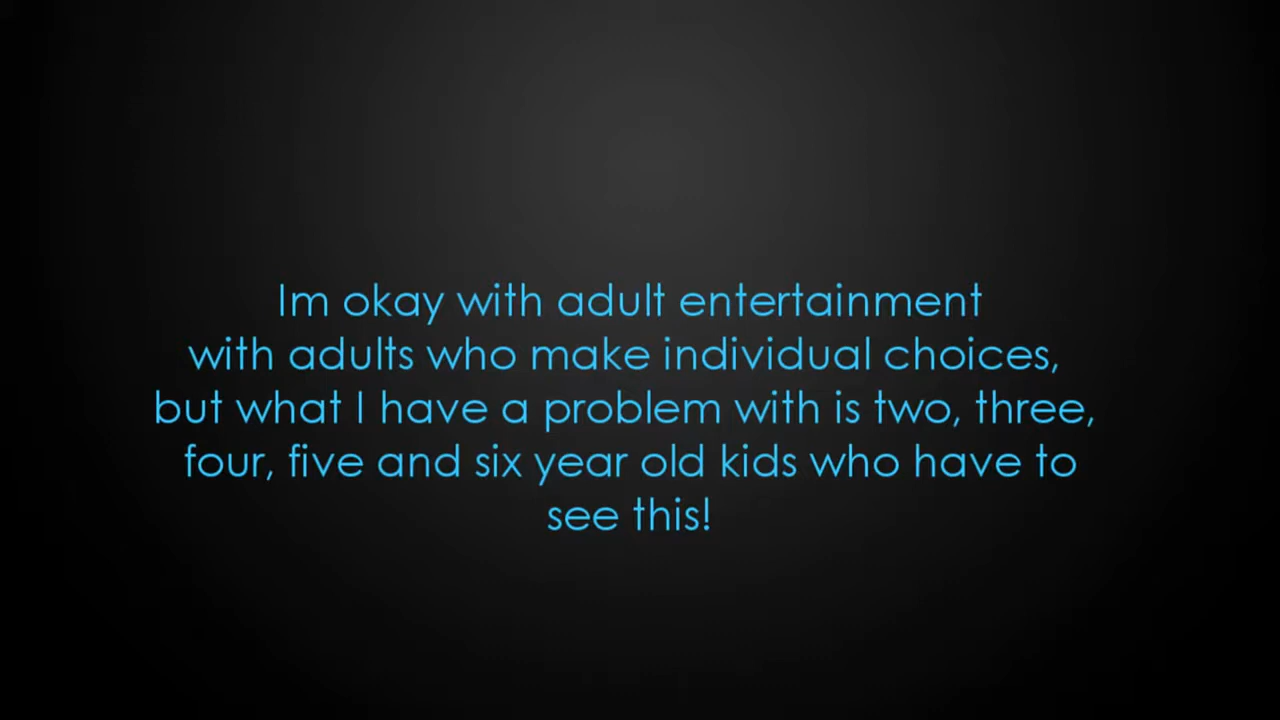 Im okay with adult entertainment
with adults who make individual choices,
but what I have a problem with is two, three,
four, five and six year old kids who have to
see this!